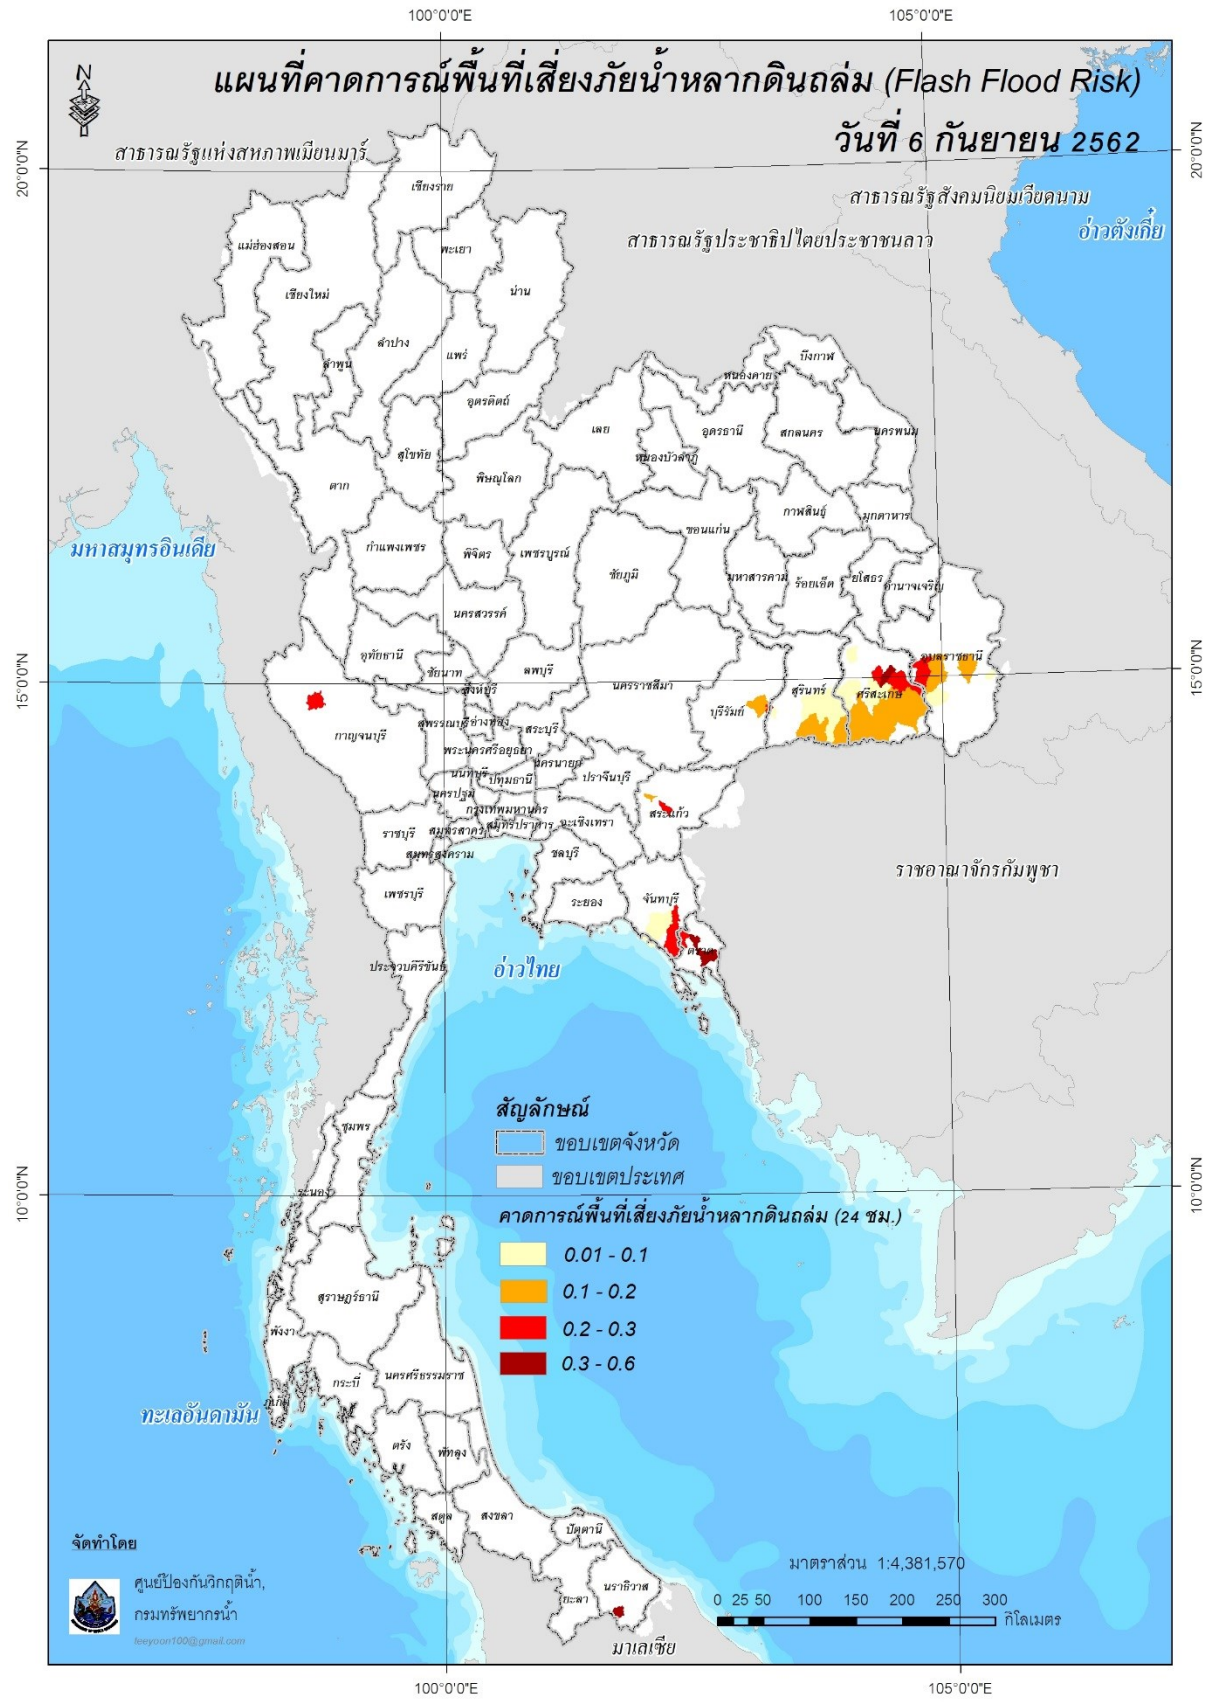 100°0'0"E
105°0'0"E
แผนที่คาดการณ์พื้นที่เสี่ยงภัยน้ำหลากดินถล่ม (Flash Flood Risk)
วันที่ 6 กันยายน 2562
N
20°0'0"N
20°0'0"N
สาธารณรัฐแห่งสหภาพเมียนมาร์
สาธารณรัฐสังคมนิยมเวียดนาม
สาธารณรัฐประชาธิปไตยประชาชนลาว
อ่าวตังเกี๋ย
เชียงราย
พะเยา
แม่ฮ่องสอน
น่าน
เชียงใหม่
ลำปาง
แพร่
ลำพูน
บึงกาฬ
หนองคาย
อุตรดิตถ์
เลย
อุดรธานี
สกลนคร
นครพนม
สุโขทัย
หนองบัวลำภู
ตาก
พิษณุโลก
กาฬสินธุ์
มุกดาหาร
ขอนแก่น
มหาสมุทรอินเดีย
กำแพงเพชร
พิจิตร
เพชรบูรณ์
ชัยภูมิ
มหาสารคาม
ร้อยเอ็ด
ยโสธร
อำนาจเจริญ
นครสวรรค์
อุทัยธานี
ชัยนาท
ลพบุรี
อุบลราชธานี
15°0'0"N
15°0'0"N
สิงห์บุรี
นครราชสีมา
สุรินทร์
ศรีสะเกษ
บุรีรัมย์
กาญจนบุรี
สุพรรณบุรี
อ่างทอง
สระบุรี
พระนครศรีอยุธยา
นครนายก
ปราจีนบุรี
นนทบุรี
ปทุมธานี
นครปฐม
กรุงเทพมหานคร
สระแก้ว
ราชบุรี
สมุทรสาคร
สมุทรปราการ
ฉะเชิงเทรา
สมุทรสงคราม
ชลบุรี
ราชอาณาจักรกัมพูชา
เพชรบุรี
ระยอง
จันทบุรี
ตราด
ประจวบคีรีขันธ์
อ่าวไทย
สัญลักษณ์
ขอบเขตจังหวัด
ขอบเขตประเทศ
คาดการณ์พื้นที่เสี่ยงภัยน้ำหลากดินถล่ม (24 ชม.)
0.01 - 0.1
0.1 - 0.2
0.2 - 0.3
0.3 - 0.6
ชุมพร
ระนอง
10°0'0"N
10°0'0"N
สุราษฎร์ธานี
พังงา
กระบี่
นครศรีธรรมราช
ภูเก็ต
ทะเลอันดามัน
ตรัง
พัทลุง
สตูล
สงขลา
ปัตตานี
นราธิวาส
ยะลา
มาเลเซีย
จัดทำโดย
ศูนย์ป้องกันวิกฤติน้ำ,
กรมทรัพยากรน้ำ
leeyoon100@gmail.com
มาตราส่วน 1:4,381,570
0 25 50 100 150 200 250 300
กิโลเมตร
100°0'0"E
105°0'0"E